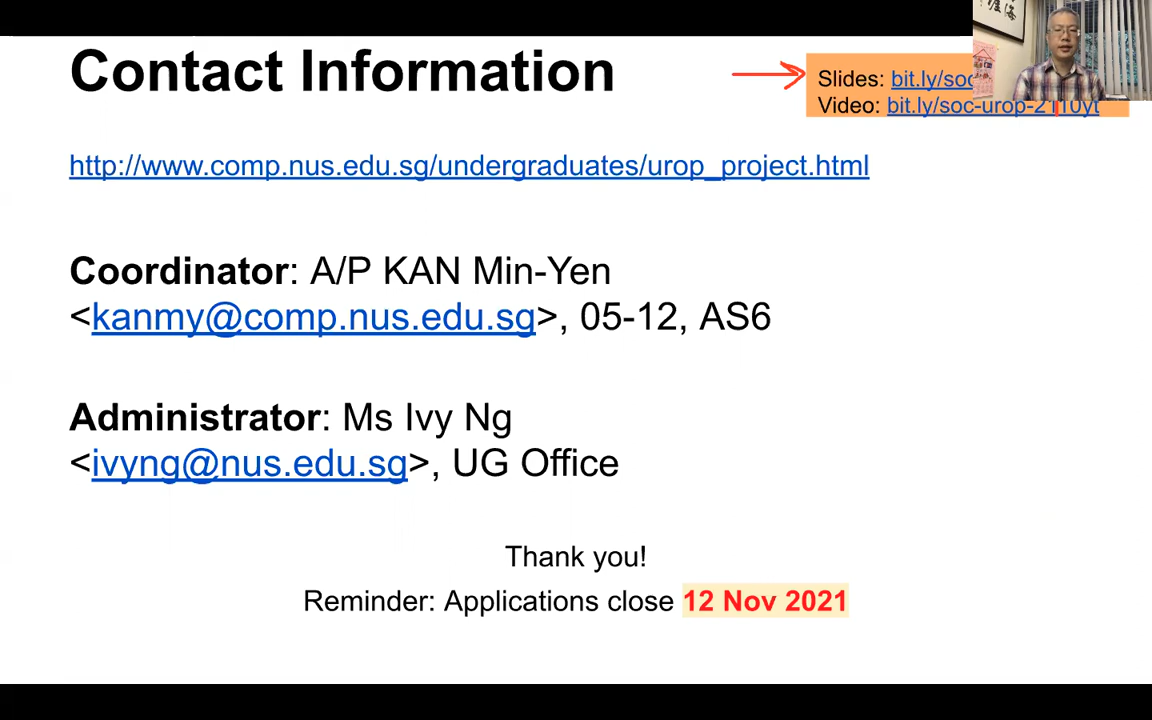 Contact Information
Slides: bit.ly/soc
Video: bit.ly/soc-urop-2110yt
http://www.comp.nus.edu.sg/undergraduates/urop_project.html
Coordinator: A/P KAN Min-Yen
<kanmy@comp.nus.edu.sg>, 05-12, AS6
Administrator: Ms Ivy Ng
<ivyng@nus.edu.sg>, UG Office
Thank you!
Reminder: Applications close 12 Nov 2021